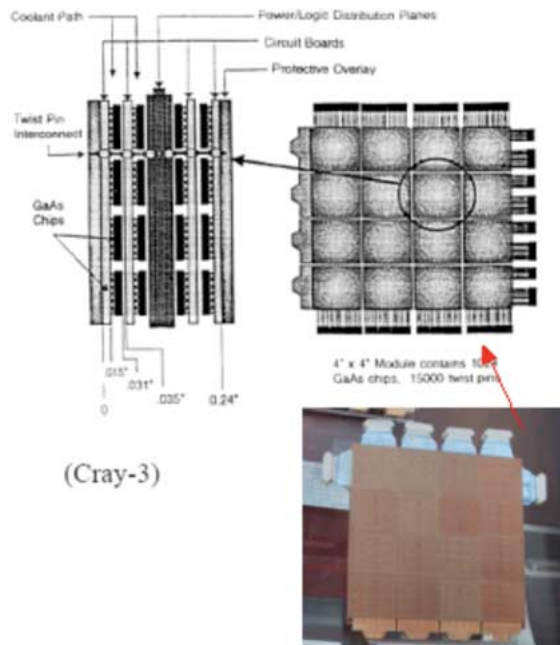 Power/Logic Distribution Planes
Coolant Path
Circuit Boards
Protective Overlay
Twist Pin
Interconnect
GaAs
Chips
.015"
.031"
.035"
0.24"
0
4" x 4" Module contains
GaAs chips, 15000 twist pins
(Cray-3)